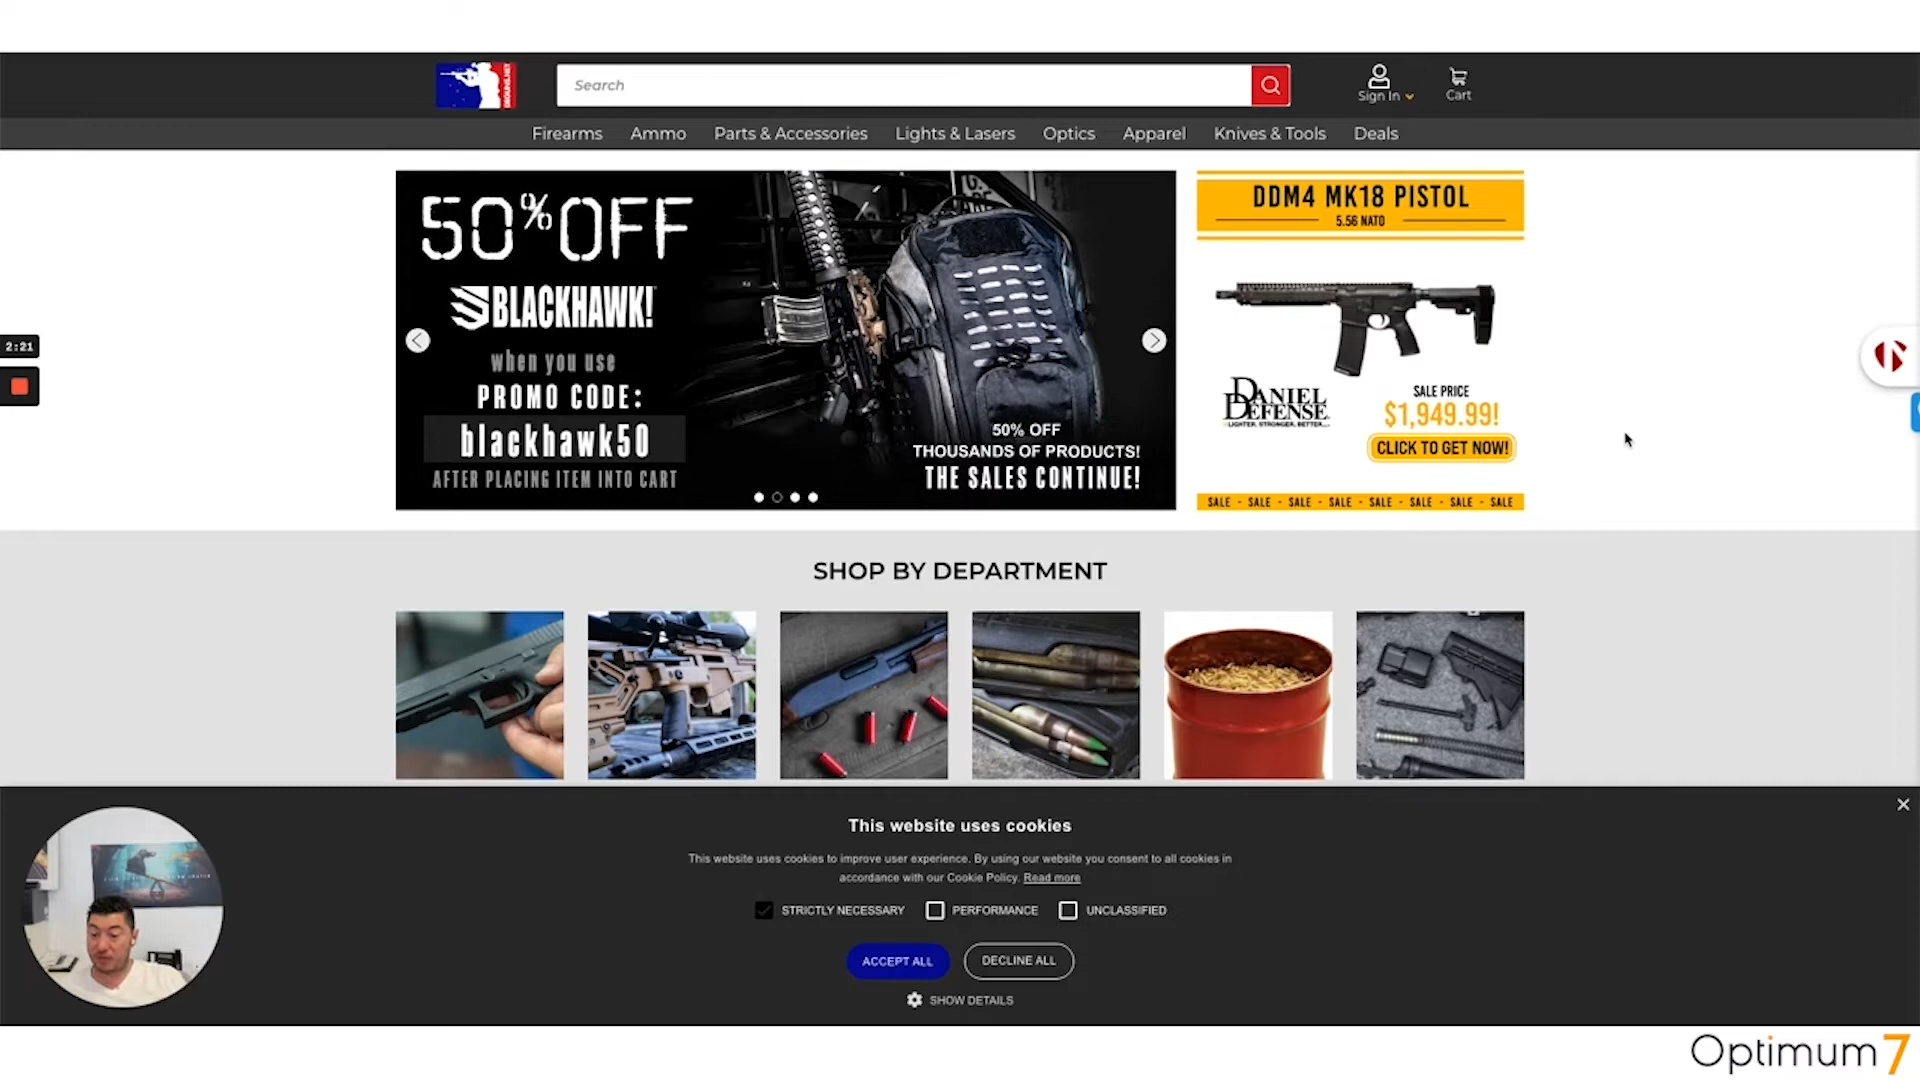 Search
Sign In
Cart
Firearms
Ammo
Parts & Accessories
Lights & Lasers
Optics
Apparel
Knives & Tools
Deals
50% OFF
BLACKHAWK!
when you use
PROMO CODE:
blackhawk50
AFTER PLACING ITEM INTO CART
50% OFF
THOUSANDS OF PRODUCTS!
THE SALES CONTINUE!
DDM4 MK18 PISTOL
5.56 NATO
DANIEL
DEFENSE
LIGHTER. STRONGER. BETTER.
SALE PRICE
$1,949.99!
CLICK TO GET NOW!
SALE - SALE - SALE - SALE - SALE - SALE - SALE - SALE
2:21
SHOP BY DEPARTMENT
This website uses cookies
This website uses cookies to improve user experience. By using our website you consent to all cookies in
accordance with our Cookie Policy. Read more
STRICTLY NECESSARY
PERFORMANCE
UNCLASSIFIED
ACCEPT ALL
DECLINE ALL
SHOW DETAILS
Optimum7